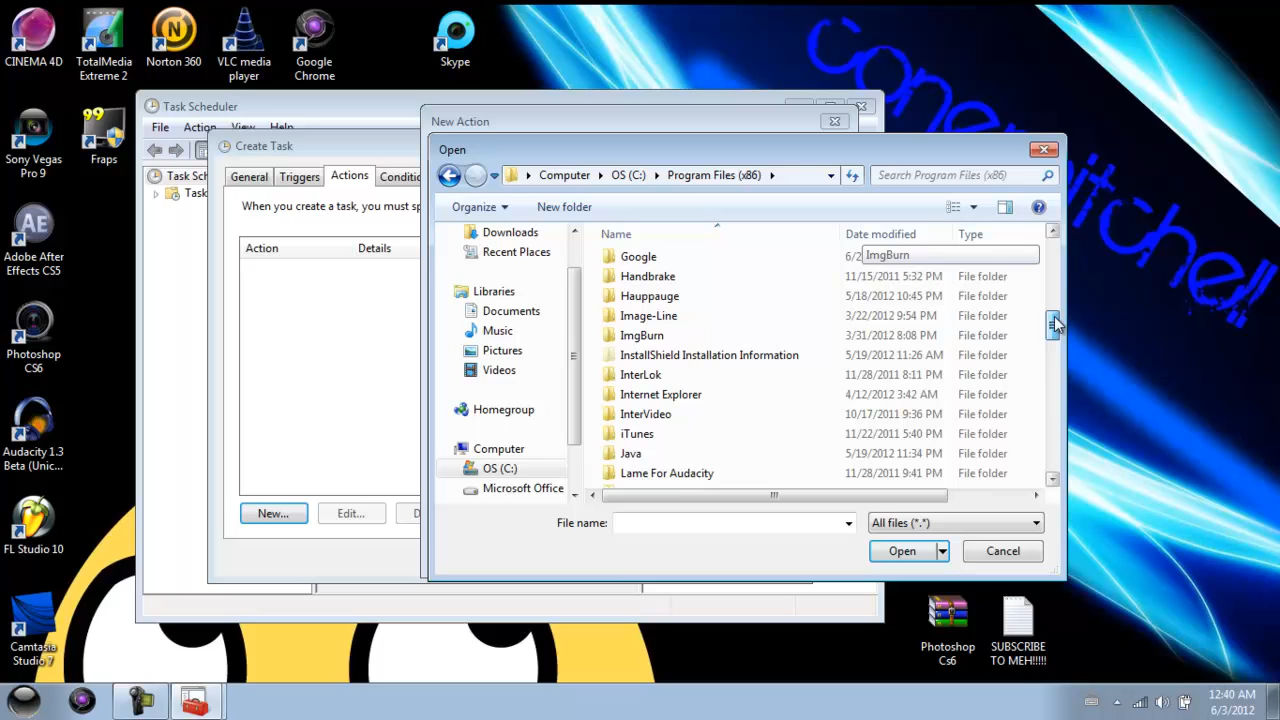 CINEMA 4D
TotalMedia
Extreme 2
Norton 360
VLC media
player
Google
Chrome
Skype
Sony Vegas
Pro 9
99
Fraps
AE
Adobe After
Effects CS5
Photoshop
CS6
Audacity 1.3
Beta (Unic...
FL Studio 10
Camtasia
Studio 7
Task Scheduler
File Action View Help
Task Sch
Task
Create Task
General Triggers Actions Conditio
When you create a task, you must sp
Action Details
New... Edit... D
New Action
Open
Computer OS (C:) Program Files (x86)
Search Program Files (x86)
Organize New folder
Downloads
Recent Places
Libraries
Documents
Music
Pictures
Videos
Homegroup
Computer
OS (C:)
Microsoft Office
Name Date modified Type
Google 6/2
ImgBurn
Handbrake 11/15/2011 5:32 PM File folder
Hauppauge 5/18/2012 10:45 PM File folder
Image-Line 3/22/2012 9:54 PM File folder
ImgBurn 3/31/2012 8:08 PM File folder
InstallShield Installation Information 5/19/2012 11:26 AM File folder
InterLok 11/28/2011 8:11 PM File folder
Internet Explorer 4/12/2012 3:42 AM File folder
InterVideo 10/17/2011 9:36 PM File folder
iTunes 11/22/2011 5:40 PM File folder
Java 5/19/2012 11:34 PM File folder
Lame For Audacity 11/28/2011 9:41 PM File folder
File name: All files (*.*)
Open Cancel
Photoshop
Cs6
SUBSCRIBE
TO MEH!!!!!
12:40 AM
6/3/2012